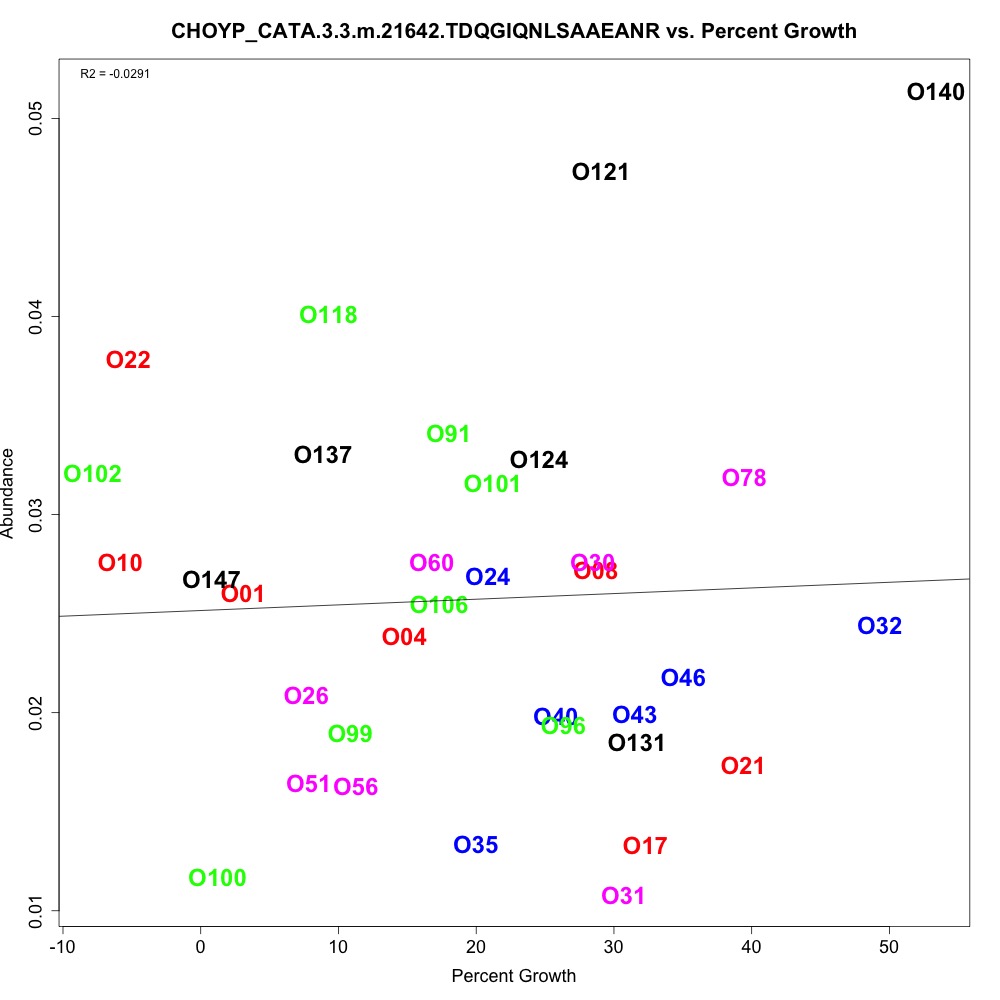 CHOYP_CATA.3.3.m.21642.TDQGIQNLSAAEANR vs. Percent Growth
R2 = -0.0291
O140
O121
O118
O22
O91
O137
O124
O102
O78
O101
O10
O60
O30
O08
O24
O147
O01
O106
O32
O04
O46
O26
O43
O40
O96
O99
O131
O21
O51
O56
O35
O17
O100
O31
0.05
0.04
0.03
0.02
0.01
Abundance
-10 0 10 20 30 40 50
Percent Growth